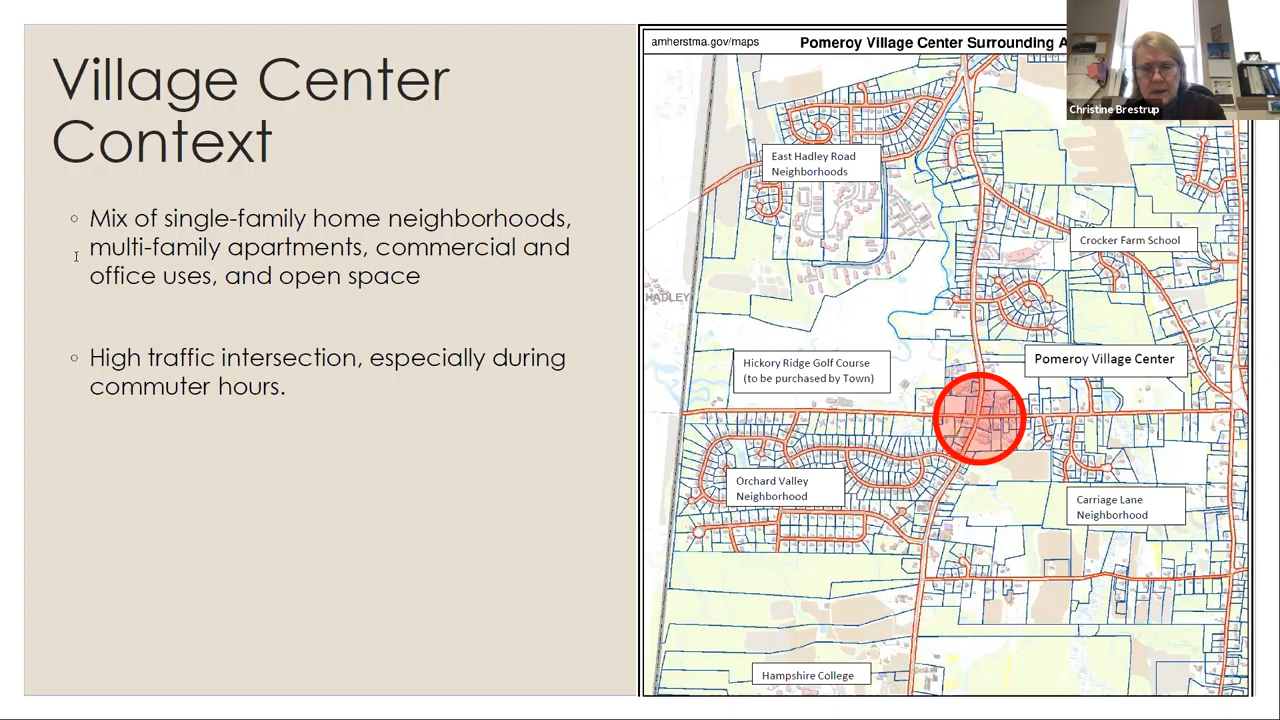 Village Center
Context
Mix of single-family home neighborhoods,
multi-family apartments, commercial and
office uses, and open space
High traffic intersection, especially during
commuter hours.
amherstma.gov/maps
Pomeroy Village Center Surrounding A
Christine Brestrup
East Hadley Road
Neighborhoods
Crocker Farm School
HADLEY
Hickory Ridge Golf Course
(to be purchased by Town)
Pomeroy Village Center
Orchard Valley
Neighborhood
Carriage Lane
Neighborhood
Hampshire College